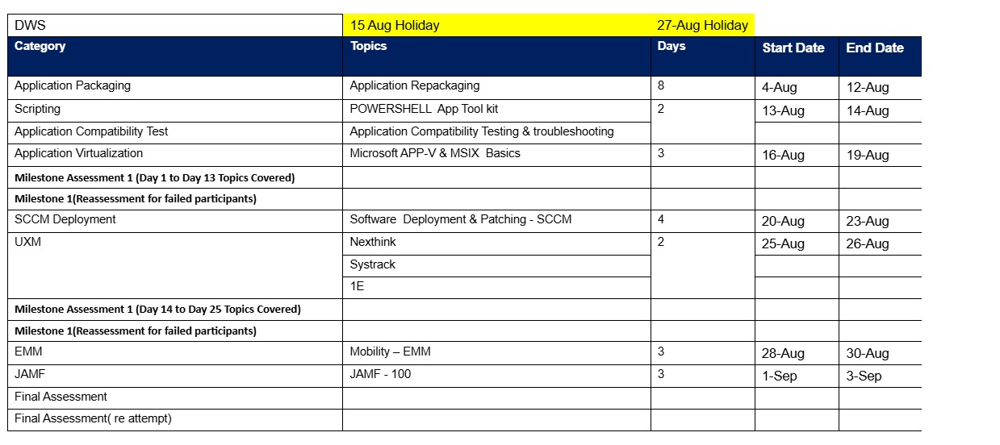 DWS 15 Aug Holiday 27-Aug Holiday
Category Topics Days Start Date End Date
Application Packaging Application Repackaging 8 4-Aug 12-Aug
Scripting POWERSHELL App Tool kit 2 13-Aug 14-Aug
Application Compatibility Test Application Compatibility Testing & troubleshooting
Application Virtualization Microsoft APP-V & MSIX Basics 3 16-Aug 19-Aug
Milestone Assessment 1 (Day 1 to Day 13 Topics Covered)
Milestone 1(Reassessment for failed participants)
SCCM Deployment Software Deployment & Patching - SCCM 4 20-Aug 23-Aug
UXM Nexthink 2 25-Aug 26-Aug
Systrack
1E
Milestone Assessment 1 (Day 14 to Day 25 Topics Covered)
Milestone 1(Reassessment for failed participants)
EMM Mobility – EMM 3 28-Aug 30-Aug
JAMF JAMF - 100 3 1-Sep 3-Sep
Final Assessment
Final Assessment( re attempt)